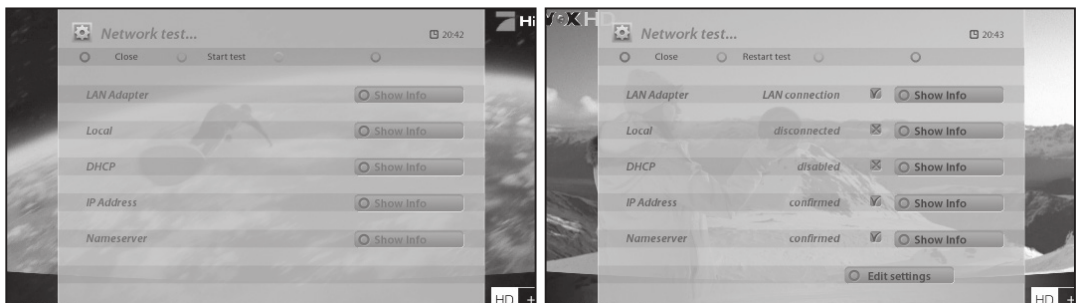 Network test...
20:42
Close Start test
LAN Adapter Show Info
Local Show Info
DHCP Show Info
IP Address Show Info
Nameserver Show Info
Hi
HD +
VOX HD
Network test...
20:43
Close Restart test
LAN Adapter LAN connection Show Info
Local disconnected Show Info
DHCP disabled Show Info
IP Address confirmed Show Info
Nameserver confirmed Show Info
Edit settings
HD +